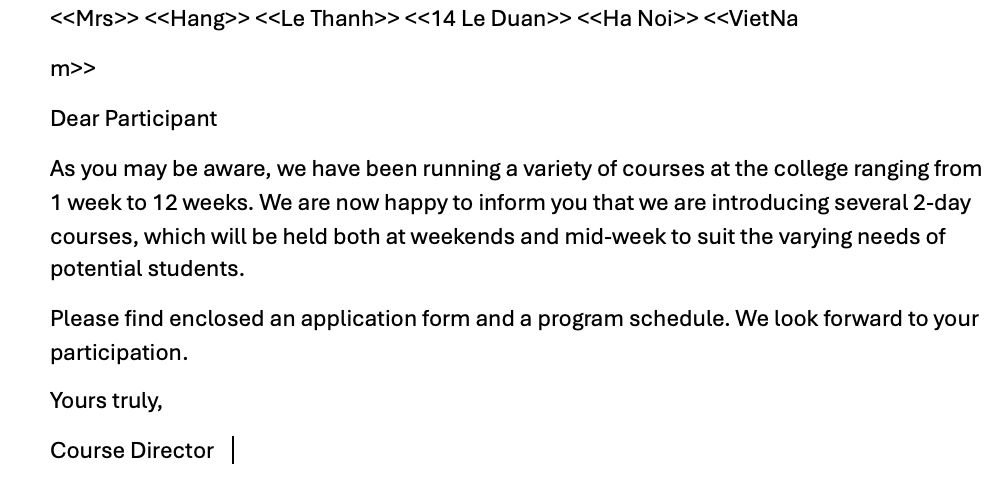 <<Mrs>> <<Hang>> <<Le Thanh>> <<14 Le Duan>> <<Ha Noi>> <<VietNa
m>>
Dear Participant
As you may be aware, we have been running a variety of courses at the college ranging from
1 week to 12 weeks. We are now happy to inform you that we are introducing several 2-day
courses, which will be held both at weekends and mid-week to suit the varying needs of
potential students.
Please find enclosed an application form and a program schedule. We look forward to your
participation.
Yours truly,
Course Director